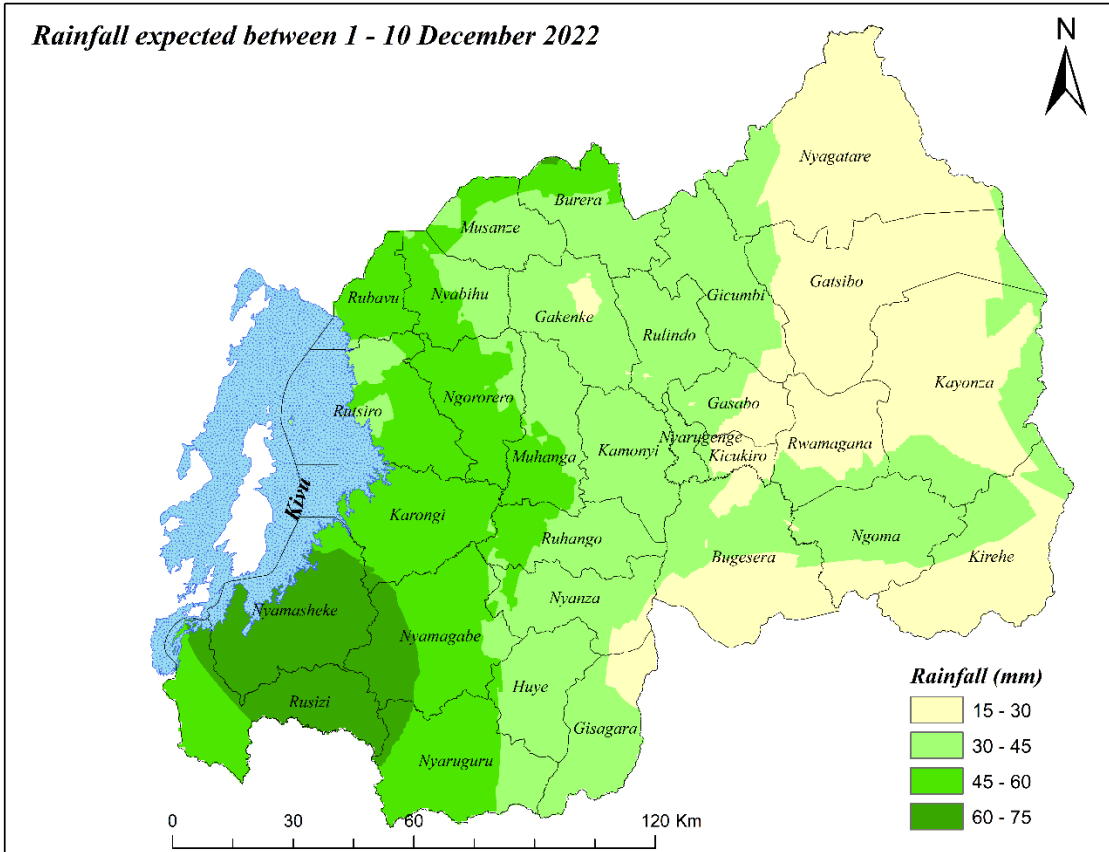 Rainfall expected between 1 - 10 December 2022
N
Nyagatare
Burera
Musanze
Rubavu
Nyabihu
Gakenke
Rulindo
Gicumbi
Gatsibo
Kayonza
Rutsiro
Ngororero
Gasabo
Nyarugenge
Kicukiro
Rwamagana
Muhanga
Kamonyi
Kivu
Karongi
Ruhango
Bugesera
Ngoma
Kirehe
Nyamasheke
Nyanza
Nyamagabe
Rusizi
Huye
Gisagara
Nyaruguru
Rainfall (mm)
15 - 30
30 - 45
45 - 60
60 - 75
0 30 60 120 Km